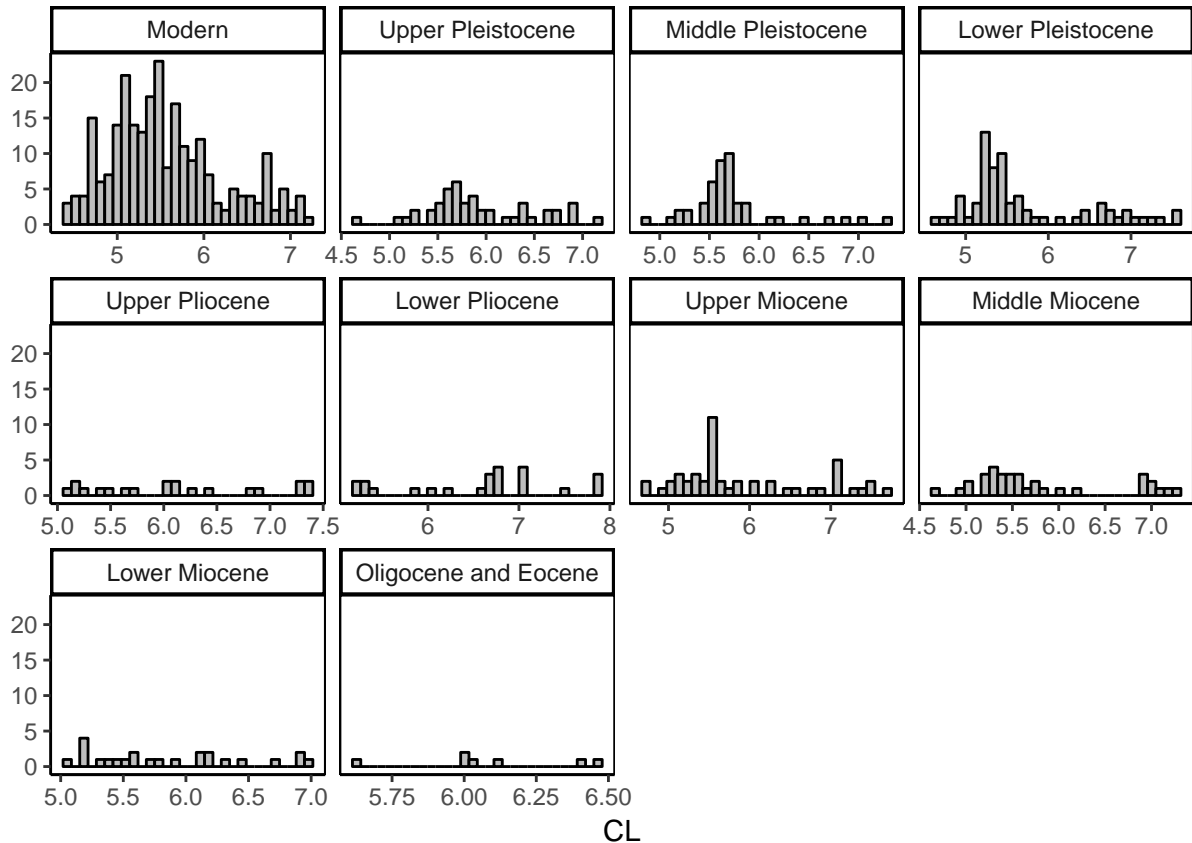 Modern Upper Pleistocene Middle Pleistocene Lower Pleistocene
20
15
10
5
0
5 6 7 4.5 5.0 5.5 6.0 6.5 7.0 5.0 5.5 6.0 6.5 7.0 5 6 7
Upper Pliocene Lower Pliocene Upper Miocene Middle Miocene
20
15
10
5
0
5.0 5.5 6.0 6.5 7.0 7.5 6 7 8 5 6 7 4.5 5.0 5.5 6.0 6.5 7.0
Lower Miocene Oligocene and Eocene
20
15
10
5
0
5.0 5.5 6.0 6.5 7.0 5.75 6.00 6.25 6.50
CL